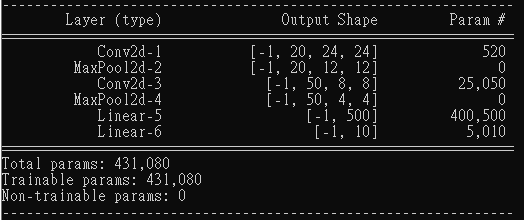 ----------------------------------------------------------------
Layer (type) Output Shape Param #
================================================================
Conv2d-1 [-1, 20, 24, 24] 520
MaxPool2d-2 [-1, 20, 12, 12] 0
Conv2d-3 [-1, 50, 8, 8] 25,050
MaxPool2d-4 [-1, 50, 4, 4] 0
Linear-5 [-1, 500] 400,500
Linear-6 [-1, 10] 5,010
================================================================
Total params: 431,080
Trainable params: 431,080
Non-trainable params: 0
----------------------------------------------------------------